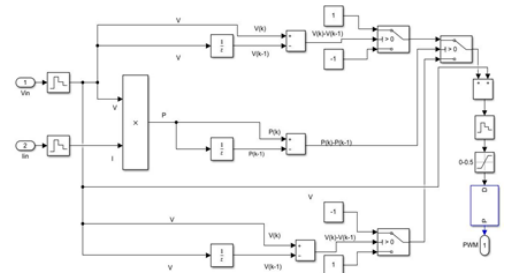 V
1
V(k)
V(k)-V(k-1)
> 0
V
V(k-1)
-1
> 0
1
Vin
V
×
P
P(k)
2
Iin
I
P(k-1)
P(k)-P(k-1)
0-0.5
D
P
V
V
-1
V(k)
V(k)-V(k-1)
> 0
PWM
1
V
V(k-1)
1